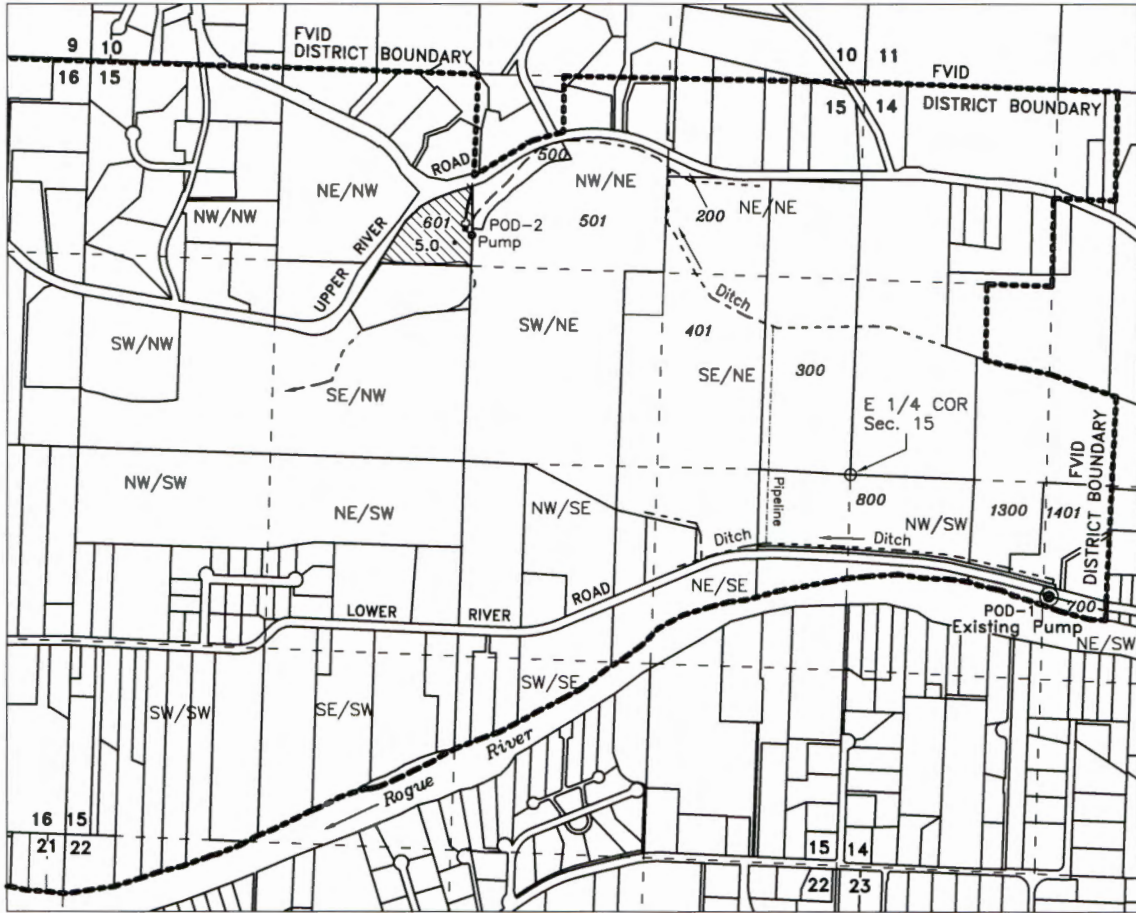 FVID
DISTRICT BOUNDARY
9 10
16 15
10 11
15 14
FVID
DISTRICT BOUNDARY
ROAD
500
NE/NW
NW/NE
NW/NW
200
NE/NE
601
5.0
POD-2
Pump
501
UPPER RIVER
Ditch
SW/NE
401
SW/NW
SE/NE
300
SE/NW
E 1/4 COR
Sec. 15
FVID
DISTRICT BOUNDARY
NW/SW
NE/SW
NW/SE
Pipeline
800
NW/SW
1300
1401
Ditch
Ditch
NE/SE
LOWER RIVER ROAD
POD-1
Existing Pump
700
NE/SW
SW/SE
SW/SW
SE/SW
Rogue River
16 15
21 22
15 14
22 23